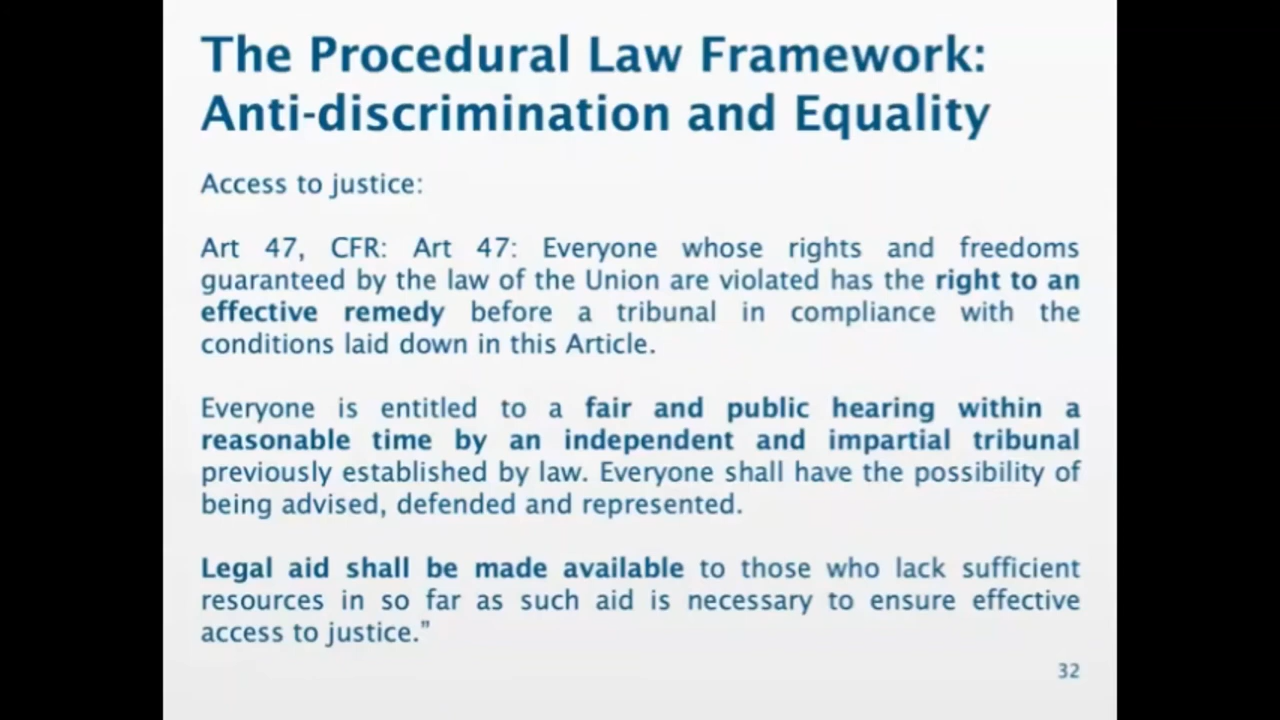 The Procedural Law Framework:
Anti-discrimination and Equality
Access to justice:
Art 47, CFR: Art 47: Everyone whose rights and freedoms
guaranteed by the law of the Union are violated has the right to an
effective remedy before a tribunal in compliance with the
conditions laid down in this Article.
Everyone is entitled to a fair and public hearing within a
reasonable time by an independent and impartial tribunal
previously established by law. Everyone shall have the possibility of
being advised, defended and represented.
Legal aid shall be made available to those who lack sufficient
resources in so far as such aid is necessary to ensure effective
access to justice.”
32